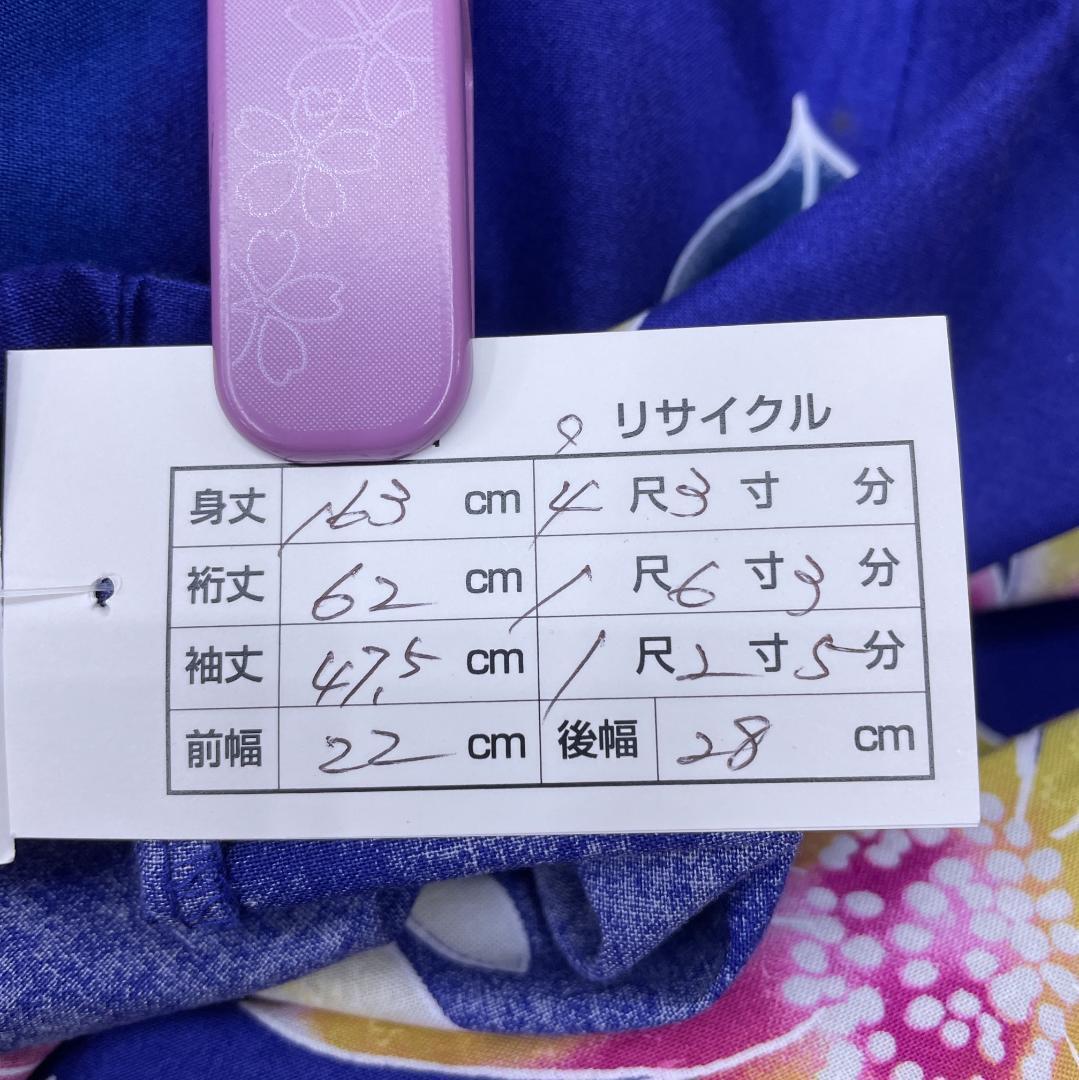 リサイクル
身丈 163 cm 4 尺 3 寸 分
裄丈 62 cm 1 尺 6 寸 3 分
袖丈 47.5 cm 1 尺 2 寸 5 分
前幅 22 cm 後幅 28 cm